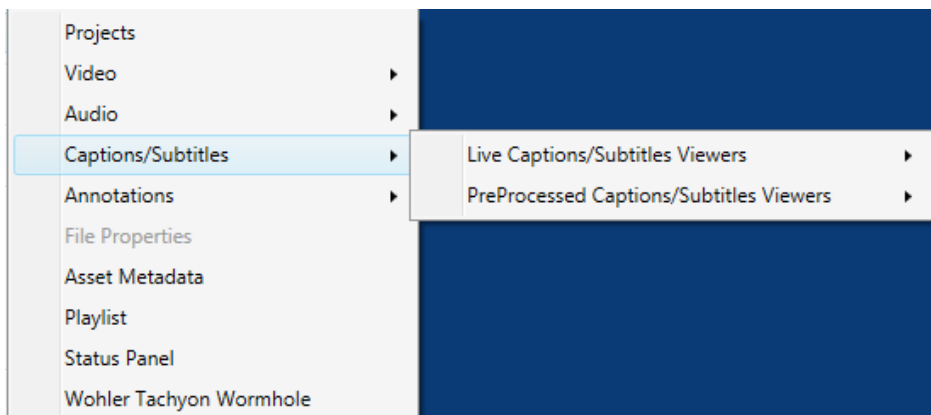 Projects
Video
Audio
Captions/Subtitles
Live Captions/Subtitles Viewers
Annotations
PreProcessed Captions/Subtitles Viewers
File Properties
Asset Metadata
Playlist
Status Panel
Wohler Tachyon Wormhole